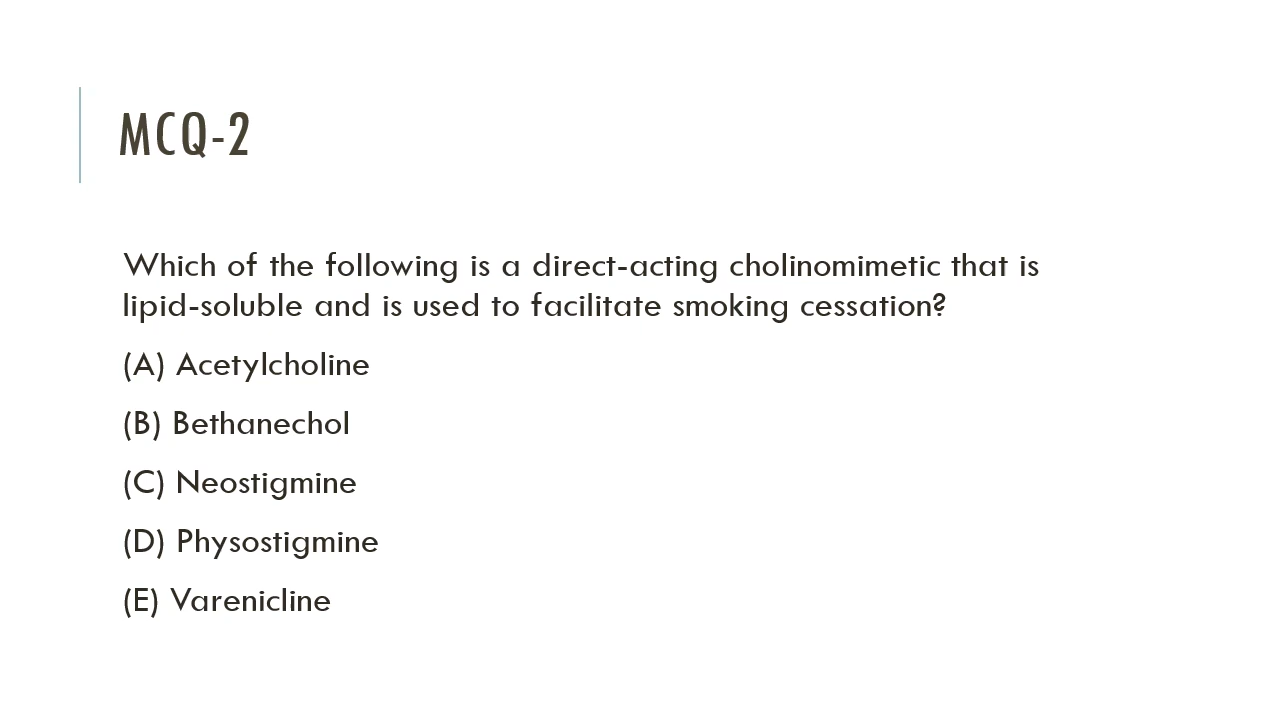 MCQ-2
Which of the following is a direct-acting cholinomimetic that is
lipid-soluble and is used to facilitate smoking cessation?
(A) Acetylcholine
(B) Bethanechol
(C) Neostigmine
(D) Physostigmine
(E) Varenicline